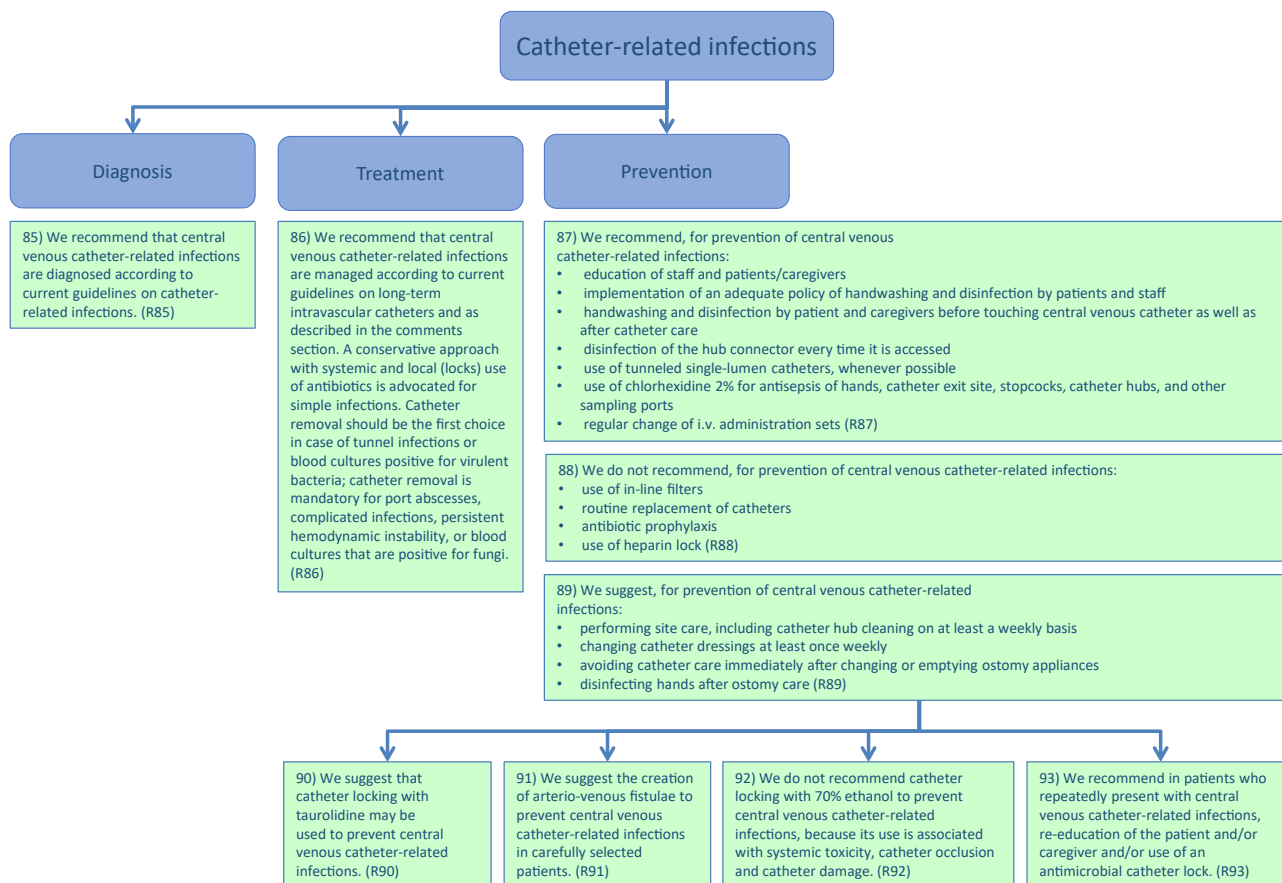 Catheter-related infections
Diagnosis
Treatment
Prevention
85) We recommend that central
venous catheter-related infections
are diagnosed according to
current guidelines on catheter-
related infections. (R85)
86) We recommend that central
venous catheter-related infections
are managed according to current
guidelines on long-term
intravascular catheters and as
described in the comments
section. A conservative approach
with systemic and local (locks) use
of antibiotics is advocated for
simple infections. Catheter
removal should be the first choice
in case of tunnel infections or
blood cultures positive for virulent
bacteria; catheter removal is
mandatory for port abscesses,
complicated infections, persistent
hemodynamic instability, or blood
cultures that are positive for fungi.
(R86)
87) We recommend, for prevention of central venous
catheter-related infections:
• education of staff and patients/caregivers
• implementation of an adequate policy of handwashing and disinfection by patients and staff
• handwashing and disinfection by patient and caregivers before touching central venous catheter as well as
after catheter care
• disinfection of the hub connector every time it is accessed
• use of tunneled single-lumen catheters, whenever possible
• use of chlorhexidine 2% for antisepsis of hands, catheter exit site, stopcocks, catheter hubs, and other
sampling ports
• regular change of i.v. administration sets (R87)
88) We do not recommend, for prevention of central venous catheter-related infections:
• use of in-line filters
• routine replacement of catheters
• antibiotic prophylaxis
• use of heparin lock (R88)
89) We suggest, for prevention of central venous catheter-related
infections:
• performing site care, including catheter hub cleaning on at least a weekly basis
• changing catheter dressings at least once weekly
• avoiding catheter care immediately after changing or emptying ostomy appliances
• disinfecting hands after ostomy care (R89)
90) We suggest that
catheter locking with
taurolidine may be
used to prevent central
venous catheter-related
infections. (R90)
91) We suggest the creation
of arterio-venous fistulae to
prevent central venous
catheter-related infections
in carefully selected
patients. (R91)
92) We do not recommend catheter
locking with 70% ethanol to prevent
central venous catheter-related
infections, because its use is associated
with systemic toxicity, catheter occlusion
and catheter damage. (R92)
93) We recommend in patients who
repeatedly present with central
venous catheter-related infections,
re-education of the patient and/or
caregiver and/or use of an
antimicrobial catheter lock. (R93)